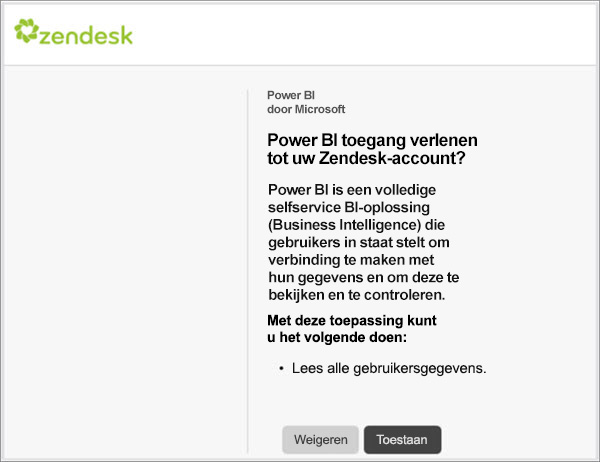 zendesk
Power BI
door Microsoft
Power BI toegang verlenen
tot uw Zendesk-account?
Power BI is een volledige
selfservice BI-oplossing
(Business Intelligence) die
gebruikers in staat stelt om
verbinding te maken met
hun gegevens en om deze te
bekijken en te controleren.
Met deze toepassing kunt
u het volgende doen:
• Lees alle gebruikersgegevens.
Weigeren Toestaan